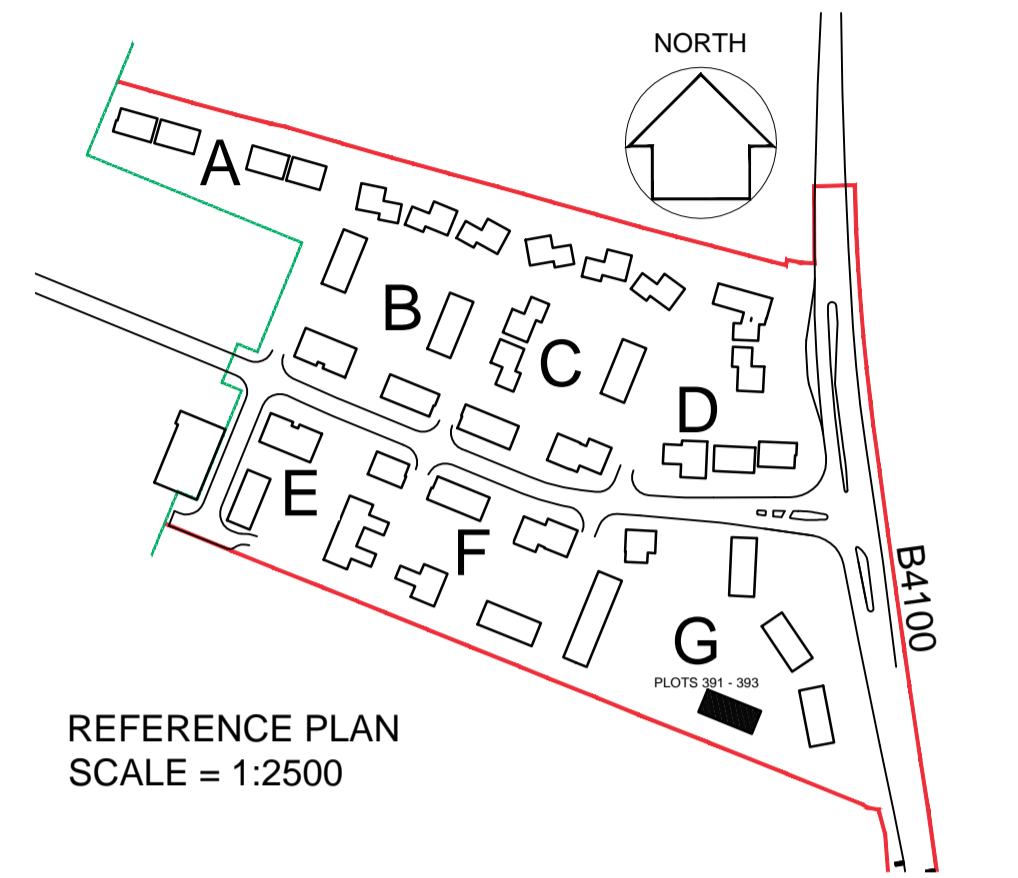 NORTH
A
B
C
D
E
F
G
B4100
PLOTS 391 - 393
REFERENCE PLAN
SCALE = 1:2500